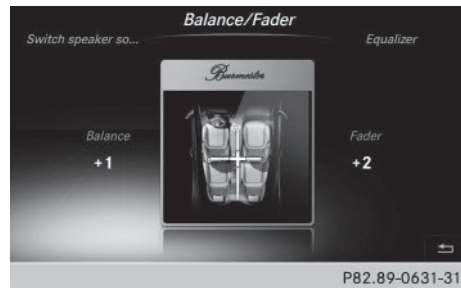 Balance/Fader
Switch speaker so...
Equalizer
Burmester
Balance
Fader
+1
+2
P82.89-0631-31